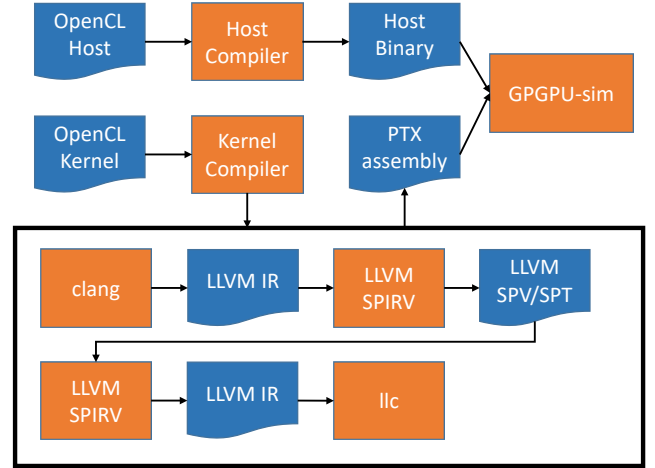 OpenCL
Host
Host
Compiler
Host
Binary
GPGPU-sim
OpenCL
Kernel
Kernel
Compiler
PTX
assembly
clang
LLVM IR
LLVM
SPIRV
LLVM
SPV/SPT
LLVM
SPIRV
LLVM IR
llc